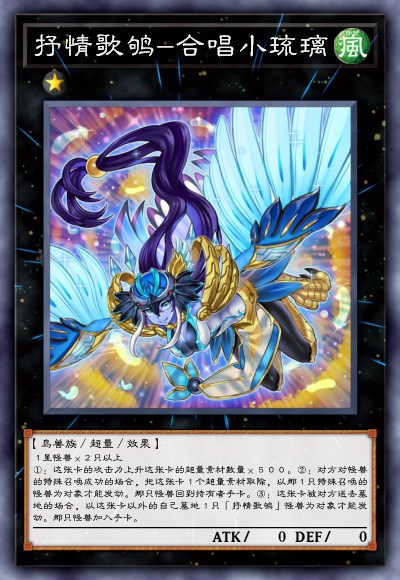 抒情歌鸲-合唱小琉璃
風
【鸟兽族/超量/效果】
1星怪兽×2只以上
①：这张卡的攻击力上升这张卡的超量素材数量×500。②：对方对怪兽
的特殊召唤成功的场合，把这张卡1个超量素材取除，以那1只特殊召唤的
怪兽为对象才能发动。那只怪兽回到持有者手卡。③：这张卡被对方送去墓
地的场合，以这张卡以外的自己墓地1只「抒情歌鸲」怪兽为对象才能发
动。那只怪兽加入手卡。
ATK/ 0 DEF/ 0